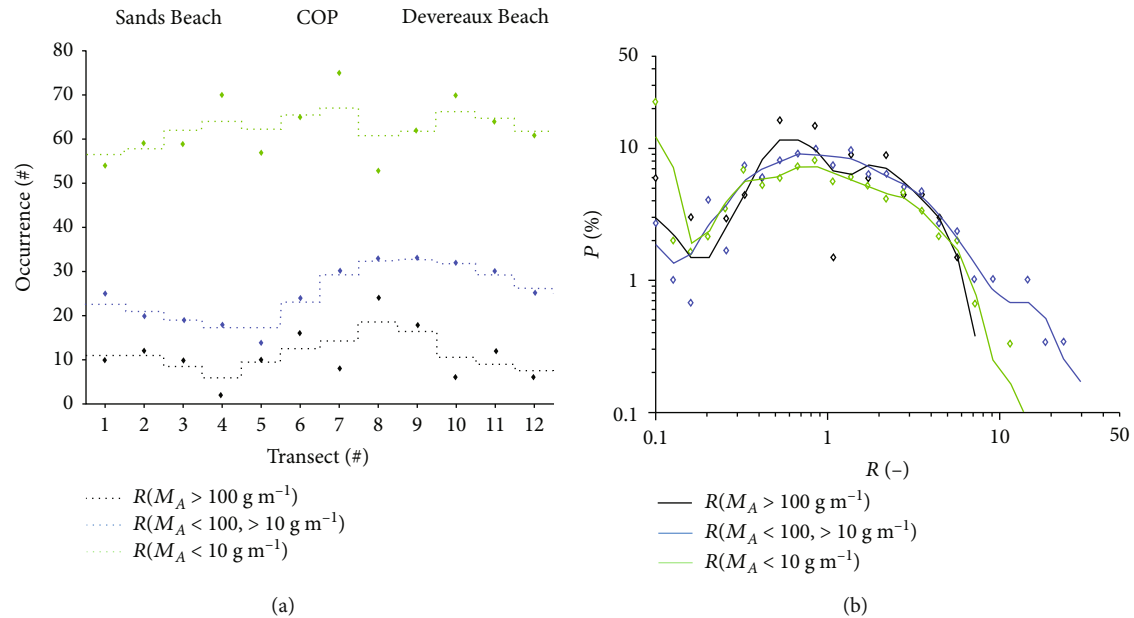 (a)
Sands Beach COP Devereaux Beach
80
70
60
50
40
30
20
10
0
Occurrence (#)
1 2 3 4 5 6 7 8 9 10 11 12
Transect (#)
R(M_A > 100 g m⁻¹)
R(M_A < 100, > 10 g m⁻¹)
R(M_A < 10 g m⁻¹)
(a)
(b)
50
10
1
0.1
P (%)
0.1 1 10 50
R (–)
R(M_A > 100 g m⁻¹)
R(M_A < 100, > 10 g m⁻¹)
R(M_A < 10 g m⁻¹)
(b)